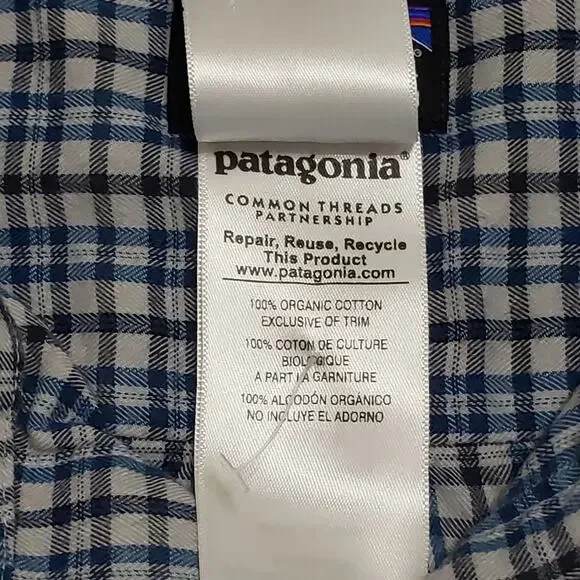 patagonia®
COMMON THREADS
PARTNERSHIP
Repair, Reuse, Recycle
This Product
www.patagonia.com
100% ORGANIC COTTON
EXCLUSIVE OF TRIM
100% COTON DE CULTURE
BIOLOGIQUE
A PART LA GARNITURE
100% ALGODÓN ORGÁNICO
NO INCLUYE EL ADORNO